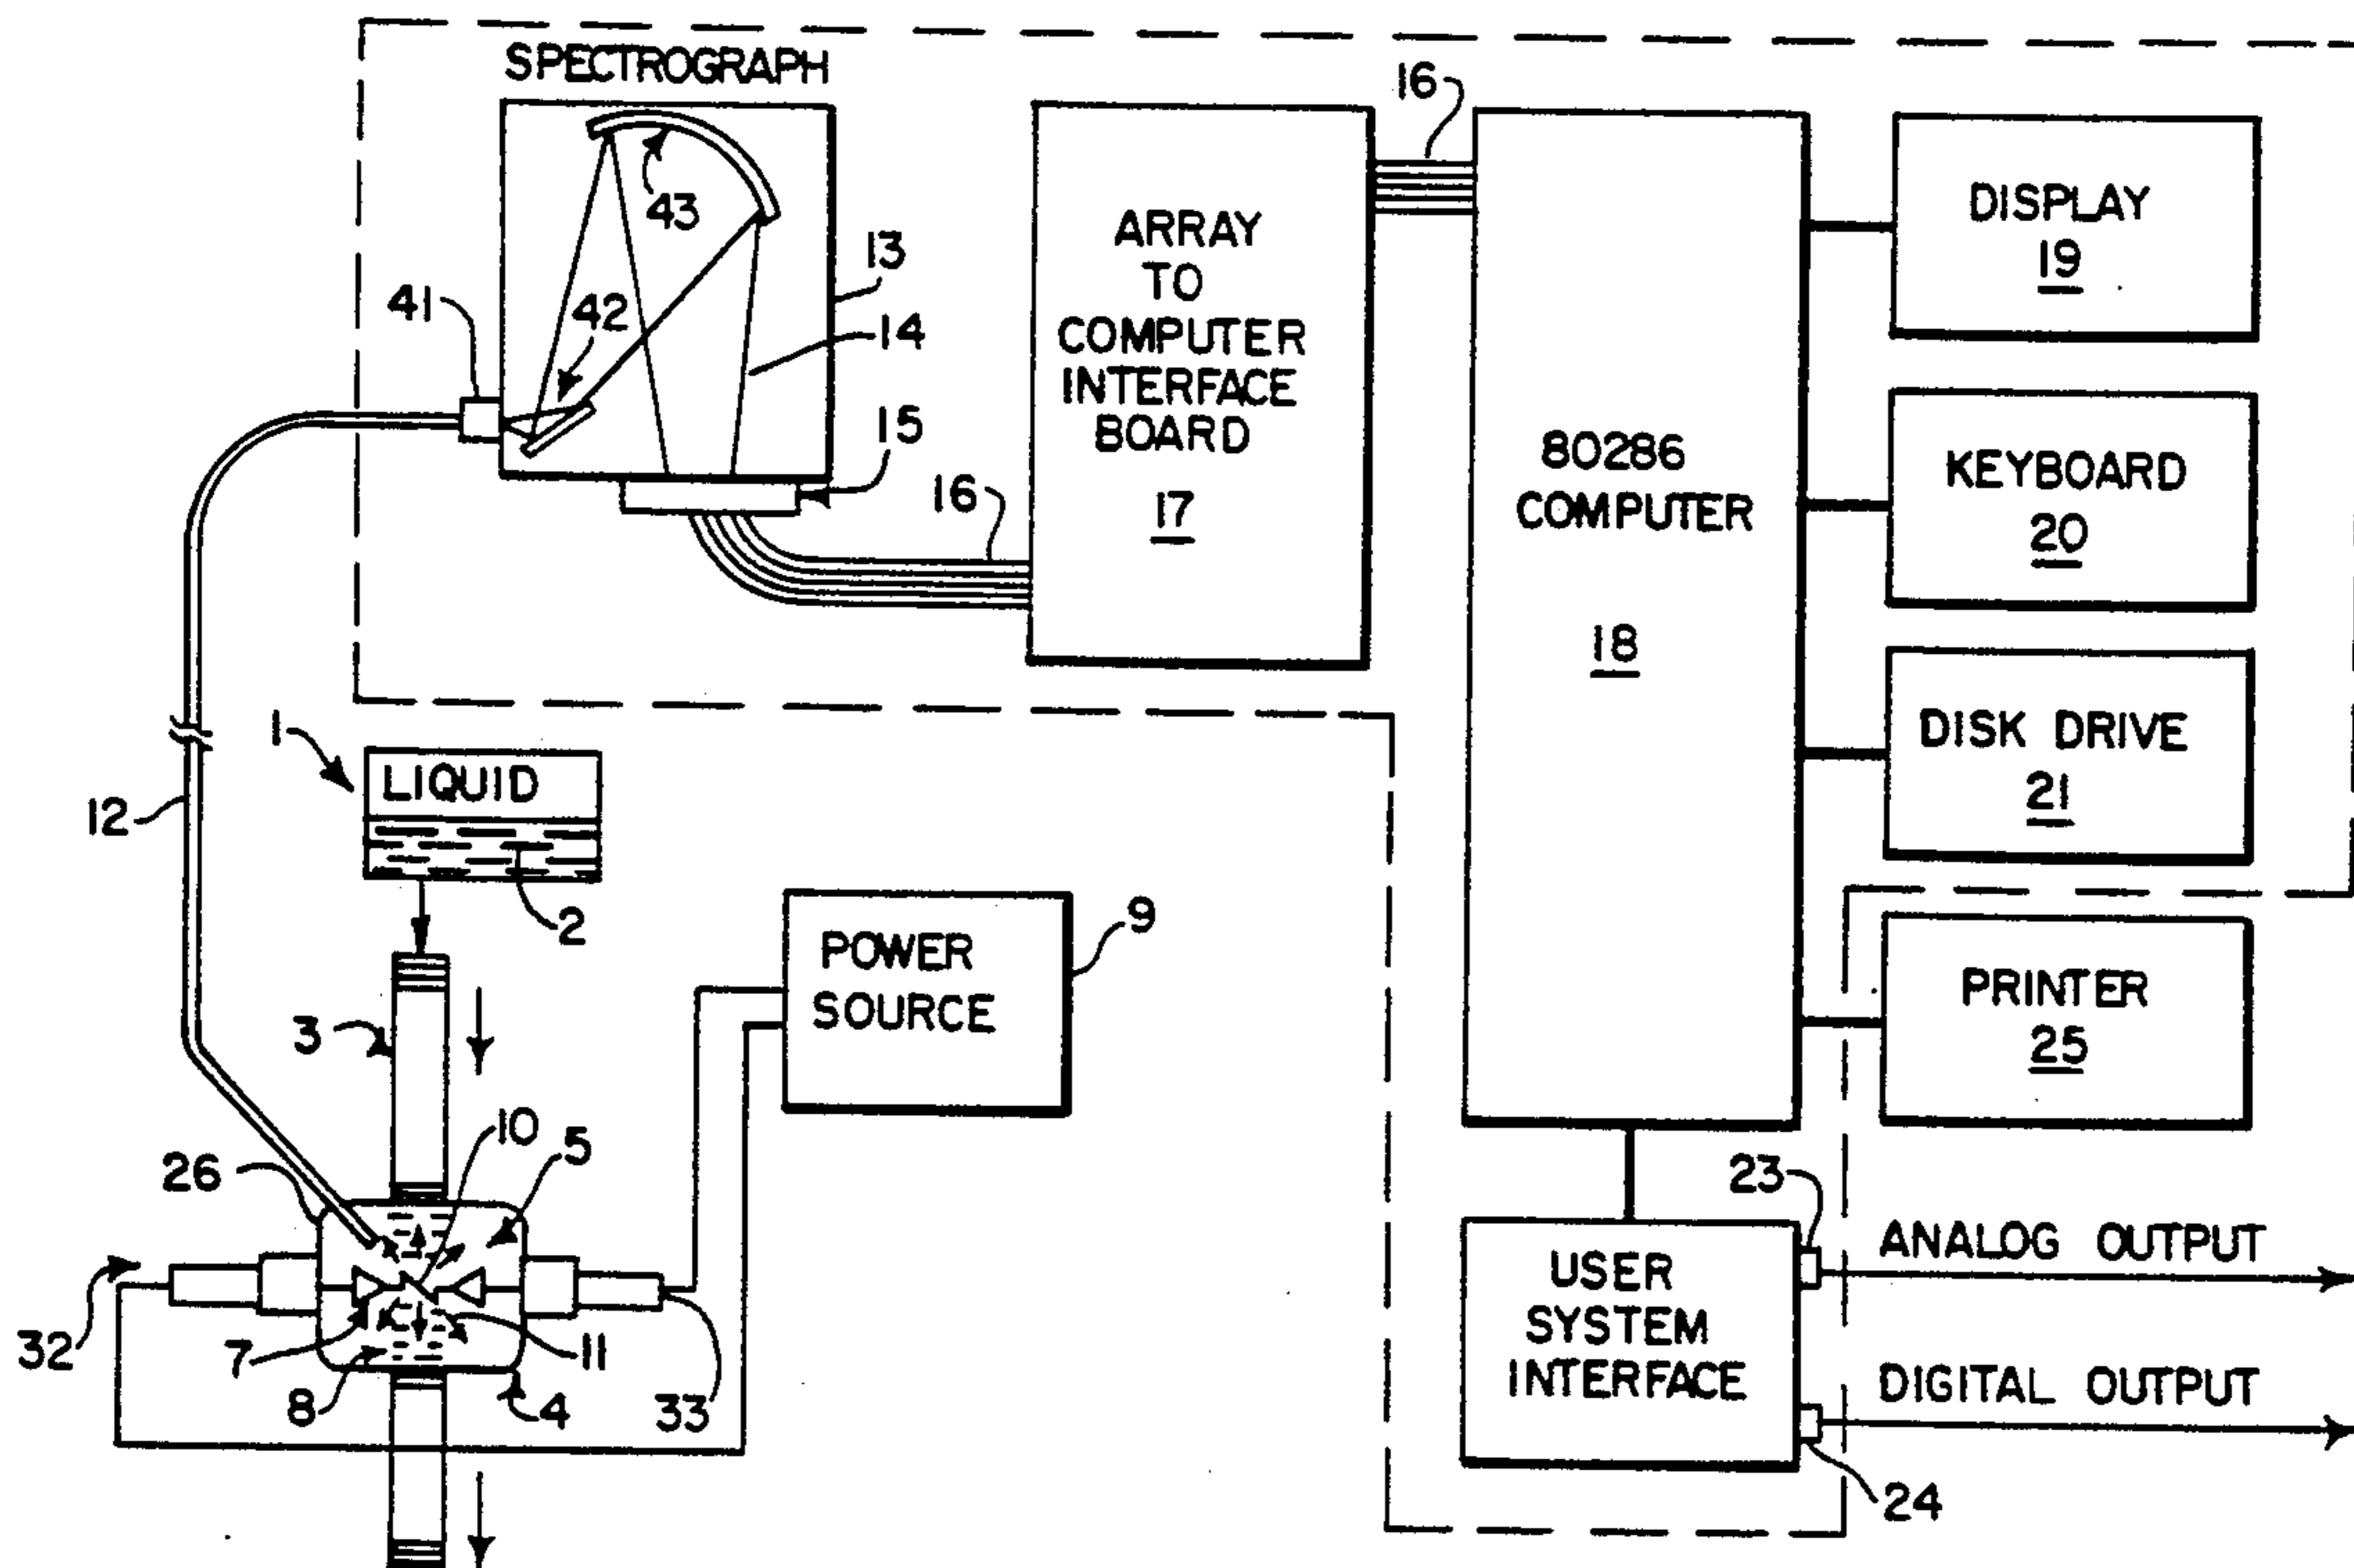 SPECTROGRAPH
43
13
14
41
42
15
16
16
ARRAY
TO
COMPUTER
INTERFACE
BOARD
17
80286
COMPUTER
18
DISPLAY
19
KEYBOARD
20
DISK DRIVE
21
PRINTER
25
1
LIQUID
2
12
3
POWER
SOURCE
9
10
5
26
32
7
8
11
4
33
USER
SYSTEM
INTERFACE
23
ANALOG OUTPUT
DIGITAL OUTPUT
24